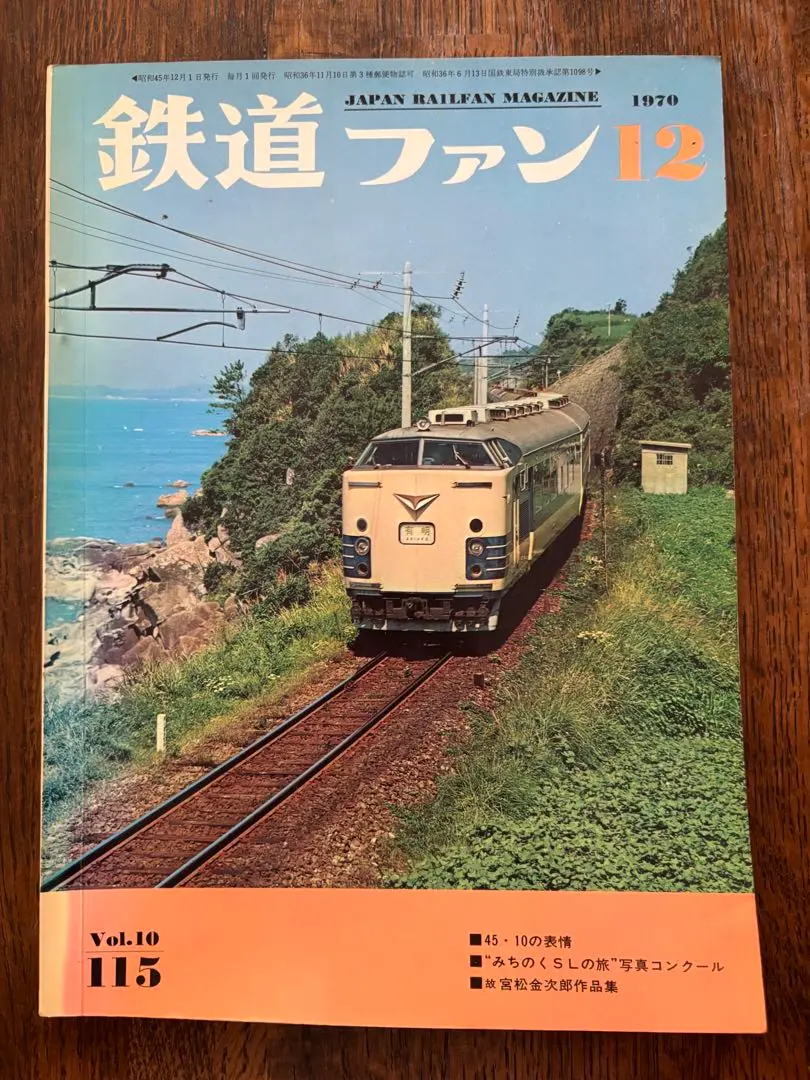 ◀昭和45年12月1日発行 毎月1回発行 昭和36年11月10日第3種郵便物認可 昭和36年6月13日国鉄東局特別扱承認第1098号▶
JAPAN RAILFAN MAGAZINE 1970
鉄道ファン 12
有明
Vol.10
115
■45・10の表情
■“みちのくSLの旅”写真コンクール
■故宮松金次郎作品集